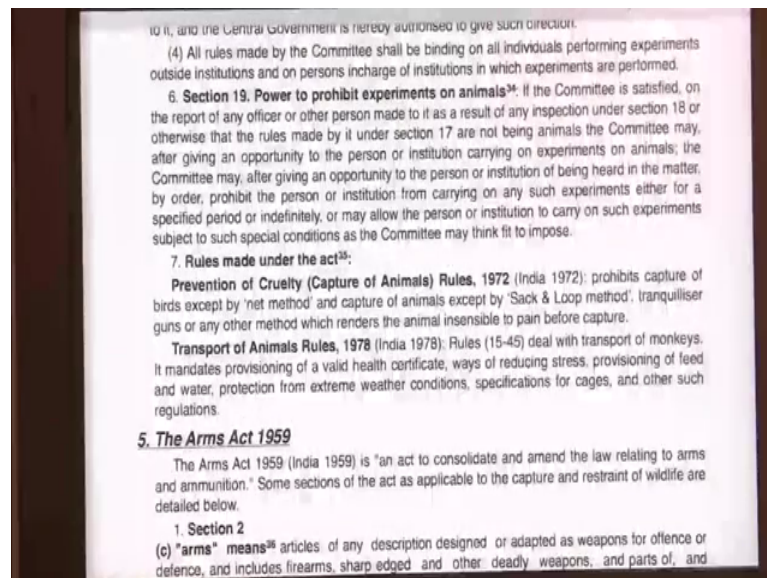 to it, and the Central Government is hereby authorised to give such direction.
(4) All rules made by the Committee shall be binding on all individuals performing experiments
outside institutions and on persons incharge of institutions in which experiments are performed.
6. Section 19. Power to prohibit experiments on animals³⁴: If the Committee is satisfied, on
the report of any officer or other person made to it as a result of any inspection under section 18 or
otherwise that the rules made by it under section 17 are not being animals the Committee may,
after giving an opportunity to the person or institution carrying on experiments on animals; the
Committee may, after giving an opportunity to the person or institution of being heard in the matter,
by order, prohibit the person or institution from carrying on any such experiments either for a
specified period or indefinitely, or may allow the person or institution to carry on such experiments
subject to such special conditions as the Committee may think fit to impose.
7. Rules made under the act³⁵:
Prevention of Cruelty (Capture of Animals) Rules, 1972 (India 1972): prohibits capture of
birds except by 'net method' and capture of animals except by 'Sack & Loop method', tranquilliser
guns or any other method which renders the animal insensible to pain before capture.
Transport of Animals Rules, 1978 (India 1978): Rules (15-45) deal with transport of monkeys.
It mandates provisioning of a valid health certificate, ways of reducing stress, provisioning of feed
and water, protection from extreme weather conditions, specifications for cages, and other such
regulations.
5. The Arms Act 1959
The Arms Act 1959 (India 1959) is "an act to consolidate and amend the law relating to arms
and ammunition." Some sections of the act as applicable to the capture and restraint of wildlife are
detailed below.
1. Section 2
(c) "arms" means³⁶ articles of any description designed or adapted as weapons for offence or
defence, and includes firearms, sharp edged and other deadly weapons, and parts of, and